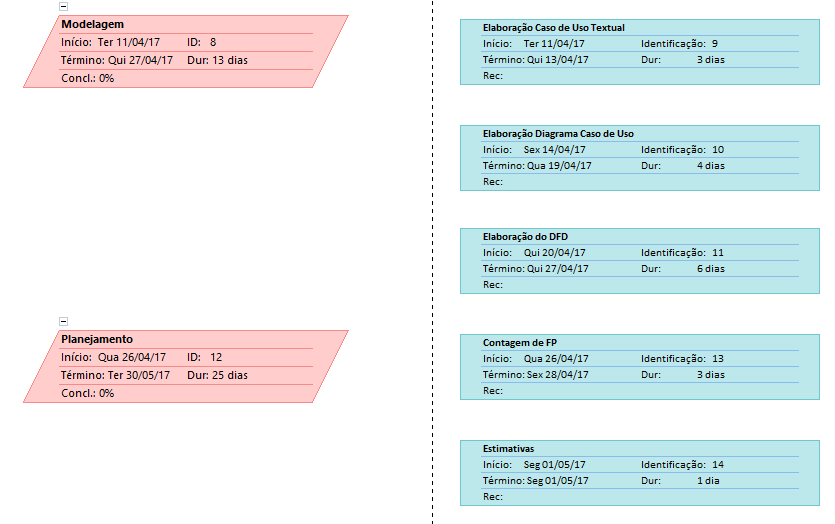 Modelagem
Início: Ter 11/04/17 ID: 8
Término: Qui 27/04/17 Dur: 13 dias
Concl.: 0%
Elaboração Caso de Uso Textual
Início: Ter 11/04/17 Identificação: 9
Término: Qui 13/04/17 Dur: 3 dias
Rec:
Elaboração Diagrama Caso de Uso
Início: Sex 14/04/17 Identificação: 10
Término: Qua 19/04/17 Dur: 4 dias
Rec:
Elaboração do DFD
Início: Qui 20/04/17 Identificação: 11
Término: Qui 27/04/17 Dur: 6 dias
Rec:
Planejamento
Início: Qua 26/04/17 ID: 12
Término: Ter 30/05/17 Dur: 25 dias
Concl.: 0%
Contagem de FP
Início: Qua 26/04/17 Identificação: 13
Término: Sex 28/04/17 Dur: 3 dias
Rec:
Estimativas
Início: Seg 01/05/17 Identificação: 14
Término: Seg 01/05/17 Dur: 1 dia
Rec: